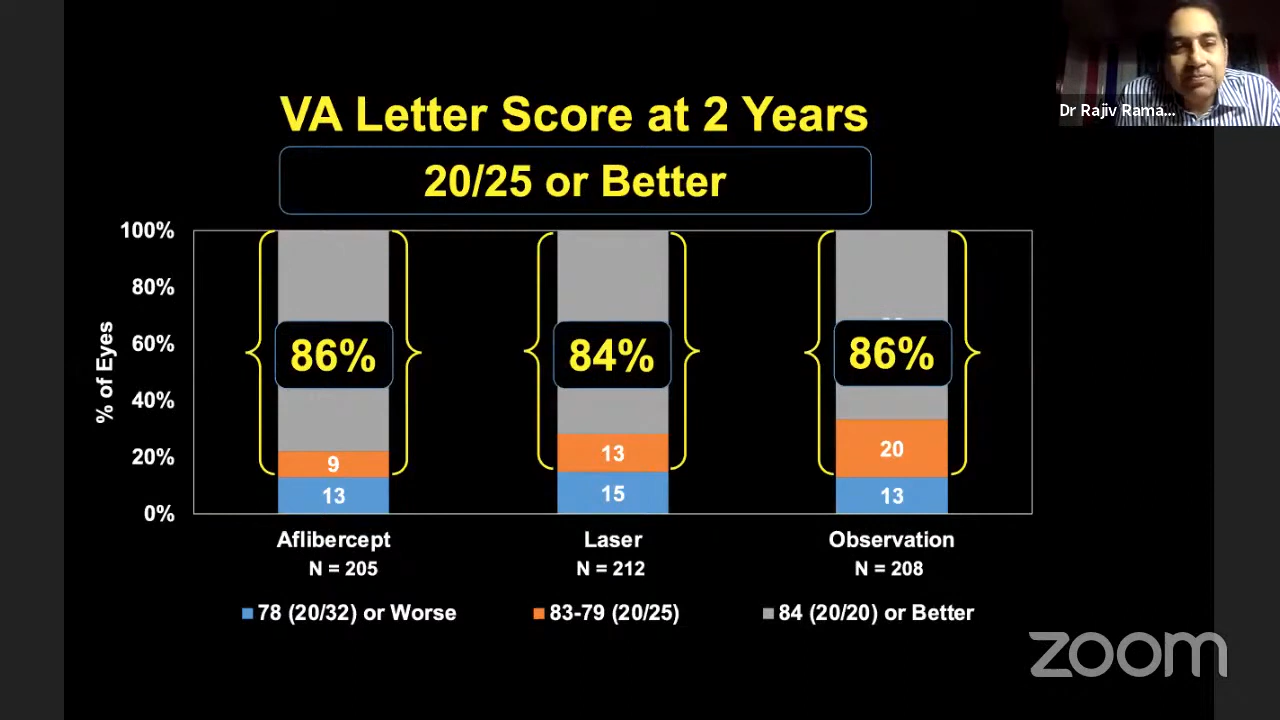 Dr Rajiv Rama...
VA Letter Score at 2 Years
20/25 or Better
100%
80%
60%
40%
20%
0%
% of Eyes
86%
84%
86%
9
13
20
13
15
13
Aflibercept
Laser
Observation
N = 205
N = 212
N = 208
78 (20/32) or Worse
83-79 (20/25)
84 (20/20) or Better
zoom